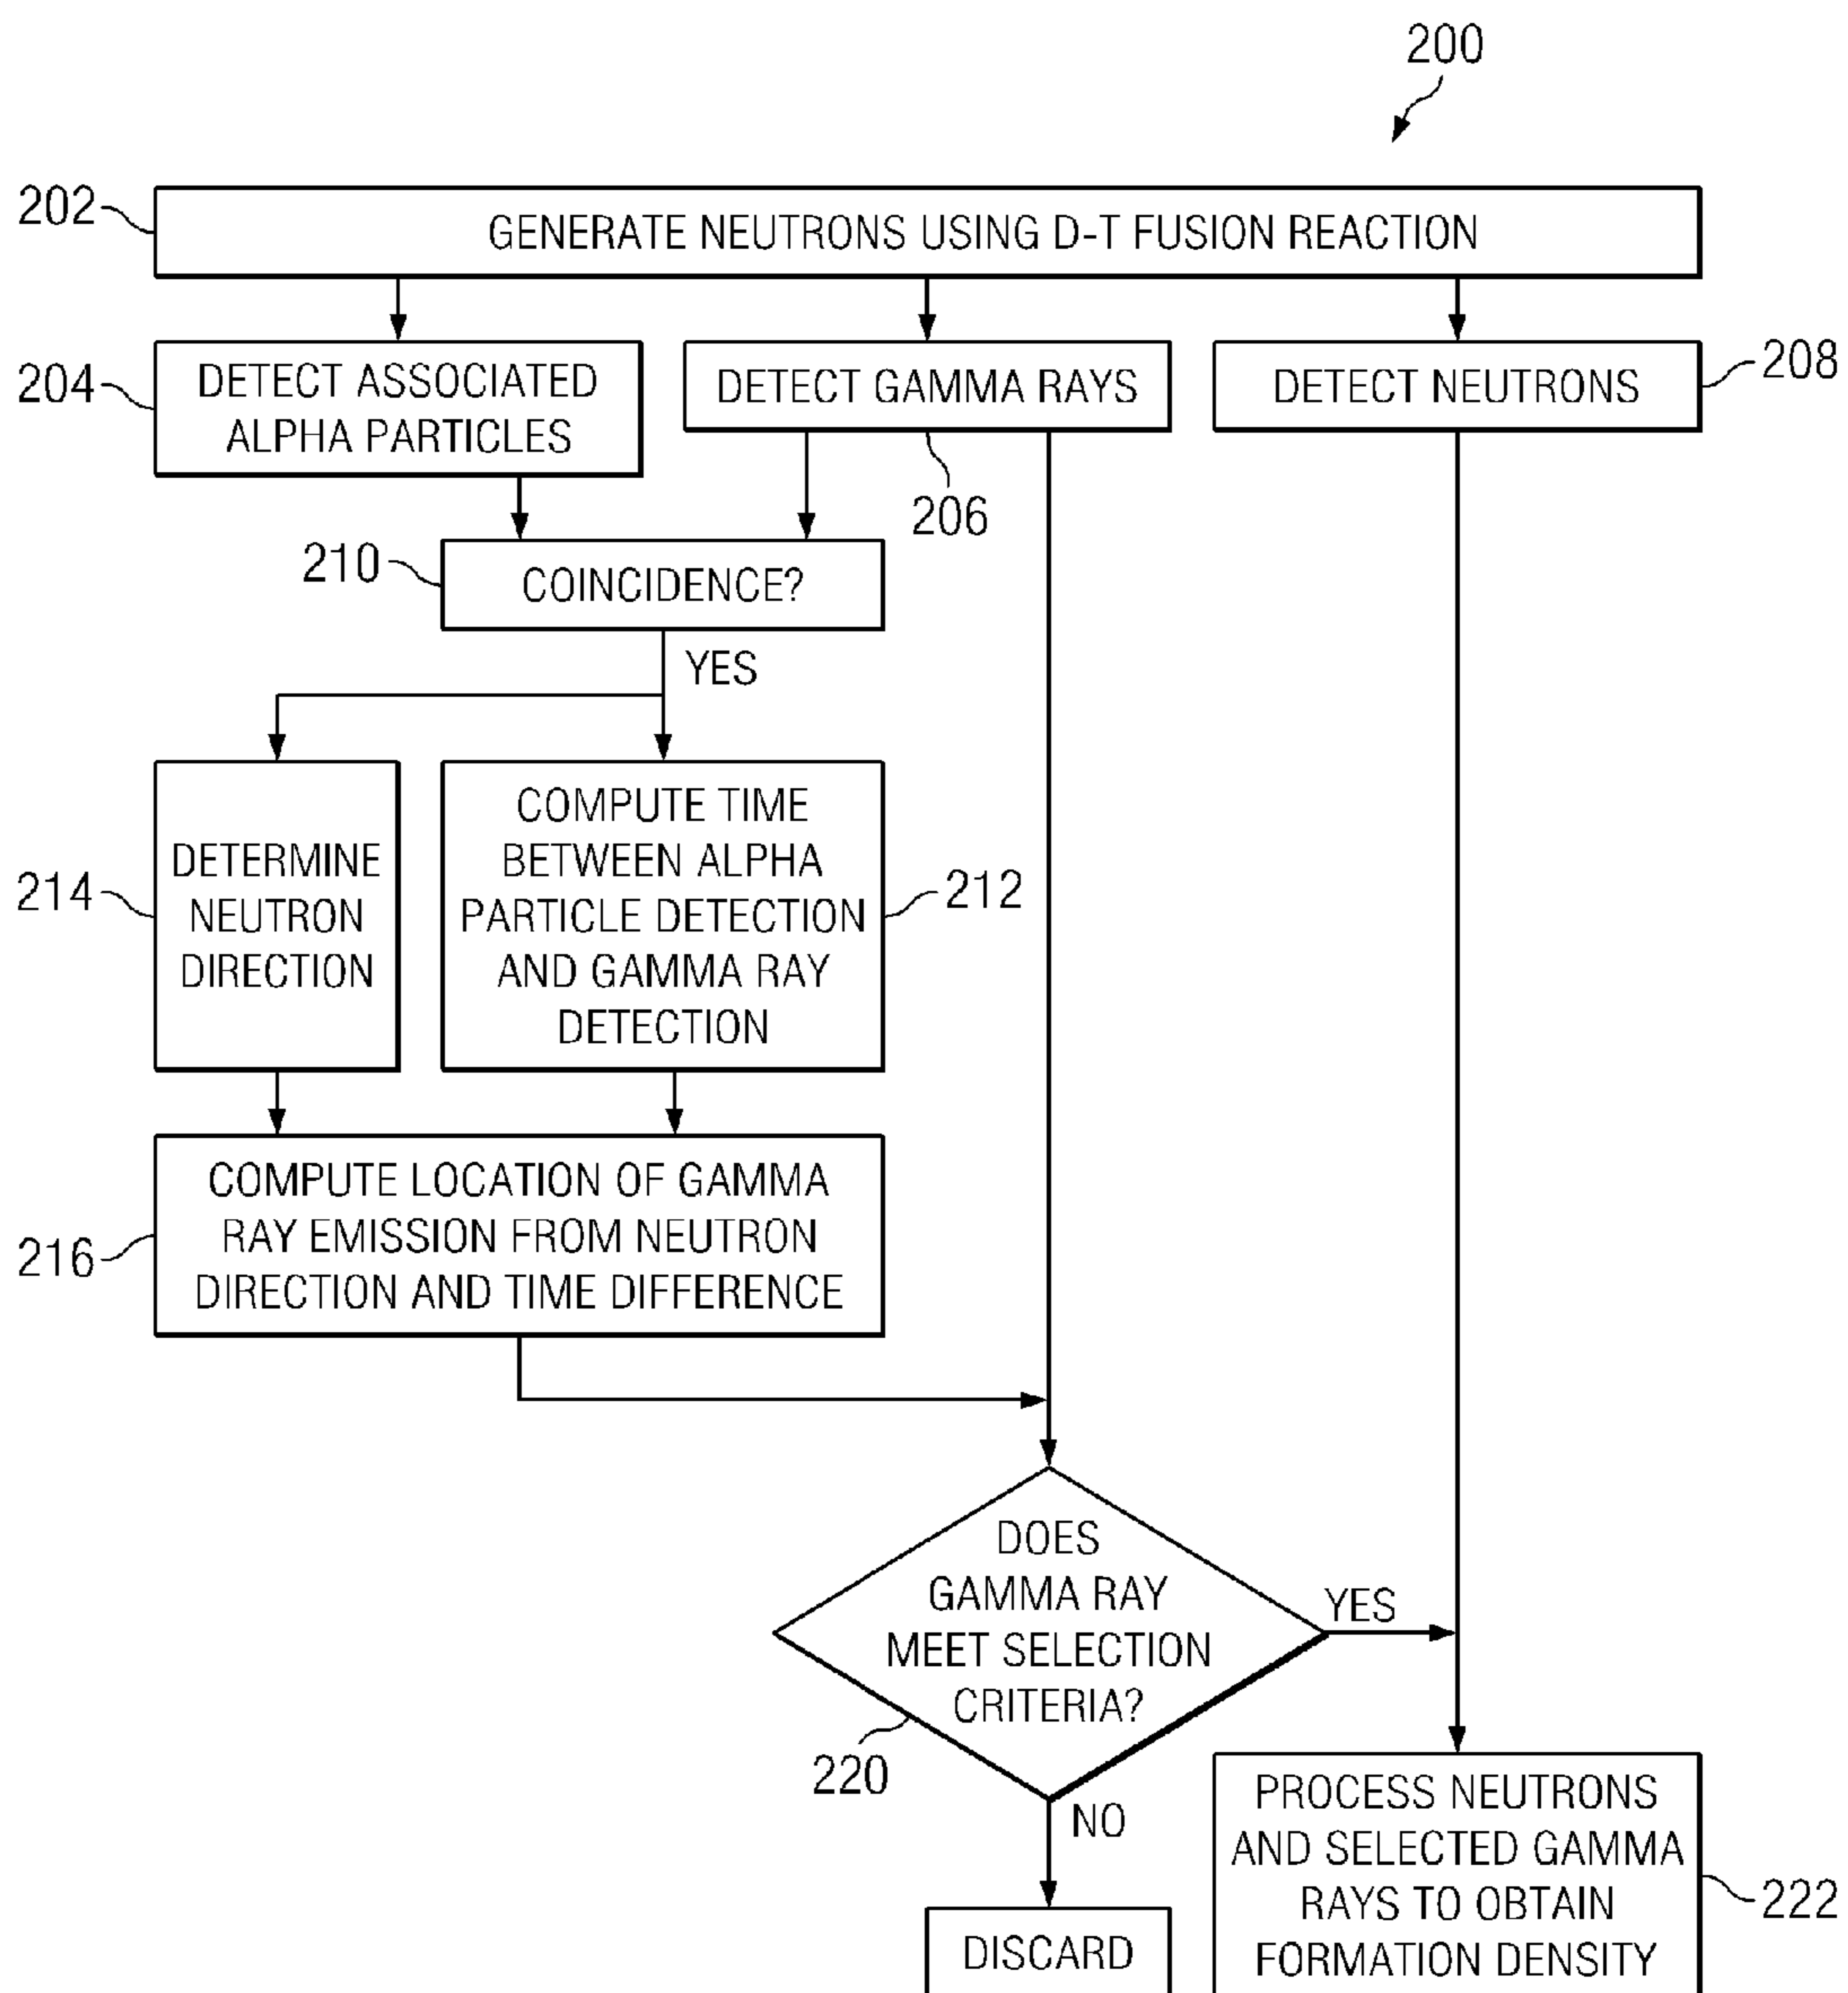 200
202
GENERATE NEUTRONS USING D-T FUSION REACTION
204
DETECT ASSOCIATED
ALPHA PARTICLES
DETECT GAMMA RAYS
206
DETECT NEUTRONS
208
210
COINCIDENCE?
YES
214
DETERMINE
NEUTRON
DIRECTION
COMPUTE TIME
BETWEEN ALPHA
PARTICLE DETECTION
AND GAMMA RAY
DETECTION
212
216
COMPUTE LOCATION OF GAMMA
RAY EMISSION FROM NEUTRON
DIRECTION AND TIME DIFFERENCE
DOES
GAMMA RAY
MEET SELECTION
CRITERIA?
YES
220
NO
DISCARD
PROCESS NEUTRONS
AND SELECTED GAMMA
RAYS TO OBTAIN
FORMATION DENSITY
222